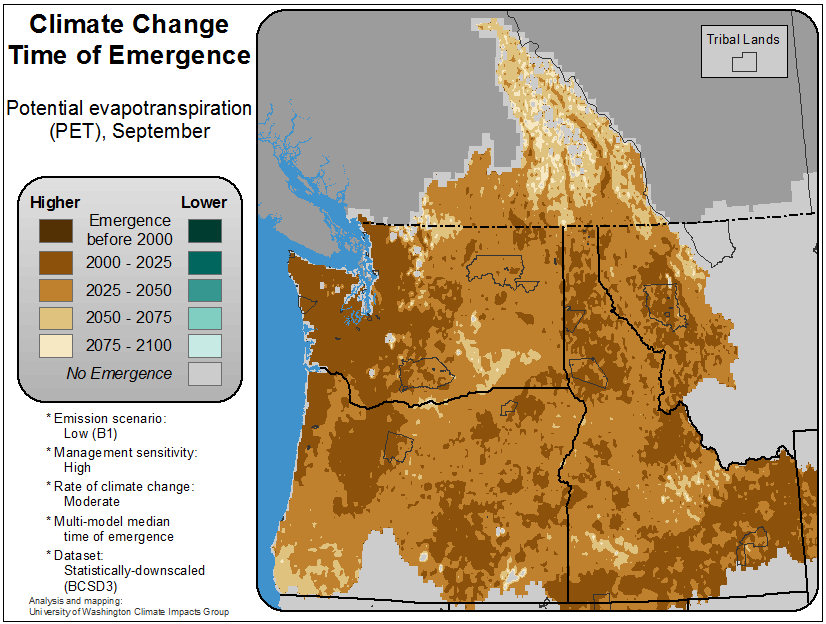 Climate Change
Time of Emergence
Potential evapotranspiration
(PET), September
Higher Lower
Emergence
before 2000
2000 - 2025
2025 - 2050
2050 - 2075
2075 - 2100
No Emergence
* Emission scenario:
Low (B1)
* Management sensitivity:
High
* Rate of climate change:
Moderate
* Multi-model median
time of emergence
* Dataset:
Statistically-downscaled
(BCSD3)
Analysis and mapping:
University of Washington Climate Impacts Group
Tribal Lands